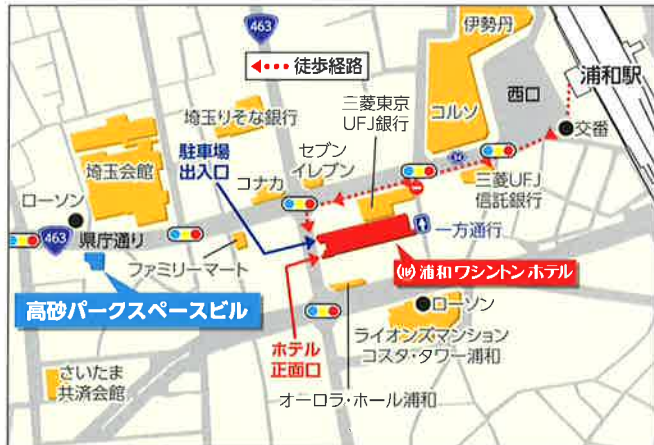 463
伊勢丹
浦和駅
徒歩経路
西口
三菱東京
UFJ銀行
コルソ
埼玉りそな銀行
交番
駐車場
出入口
セブン
イレブン
埼玉会館
コナカ
三菱UFJ
信託銀行
ローソン
一方通行
463
県庁通り
ファミリーマート
浦和ワシントンホテル
高砂パークスペースビル
ローソン
ライオンズマンション
コスタ・タワー浦和
ホテル
正面口
さいたま
共済会館
オーロラ・ホール浦和